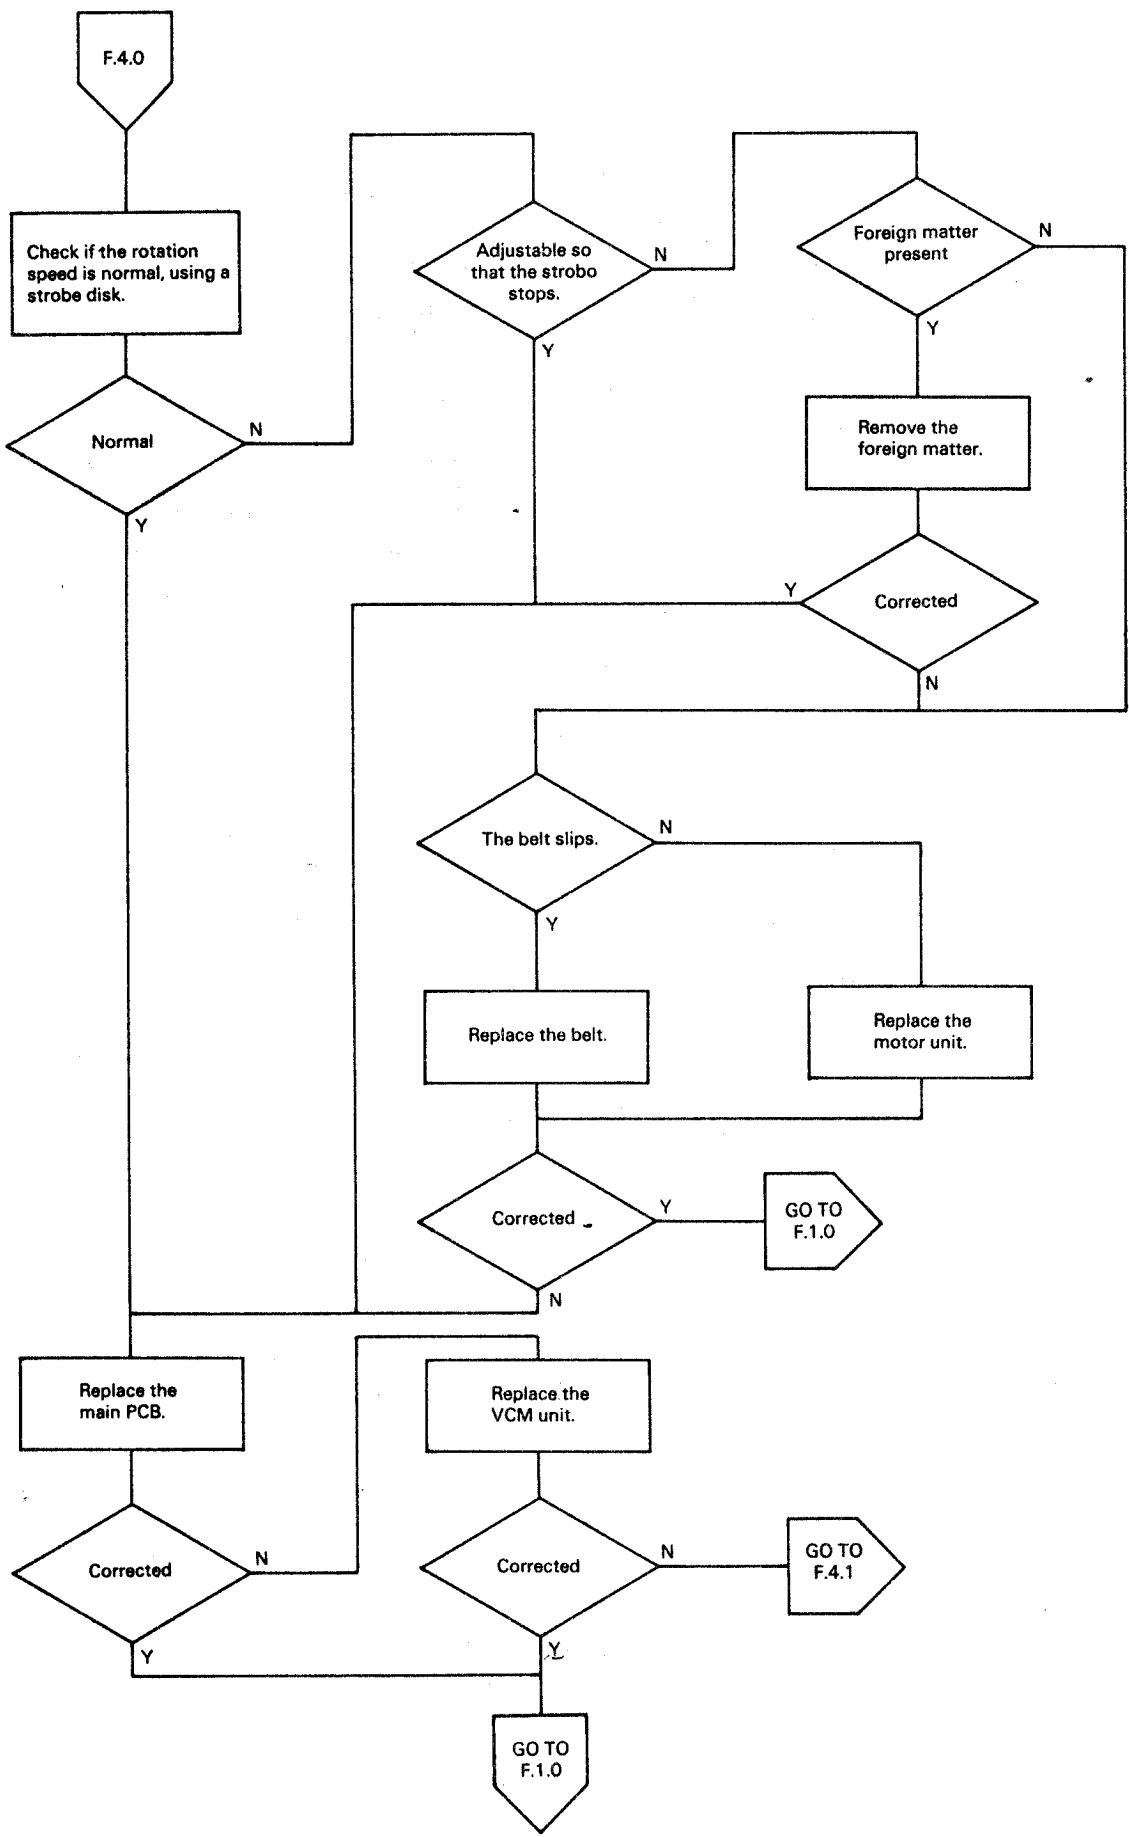 F.4.0
Check if the rotation
speed is normal, using a
strobe disk.
Normal
N
Y
Adjustable so
that the strobo
stops.
N
Y
Foreign matter
present
N
Y
Remove the
foreign matter.
Corrected
Y
N
The belt slips.
N
Y
Replace the belt.
Replace the
motor unit.
Corrected
Y
N
GO TO
F.1.0
Replace the
main PCB.
Corrected
N
Y
Replace the
VCM unit.
Corrected
N
Y
GO TO
F.4.1
GO TO
F.1.0